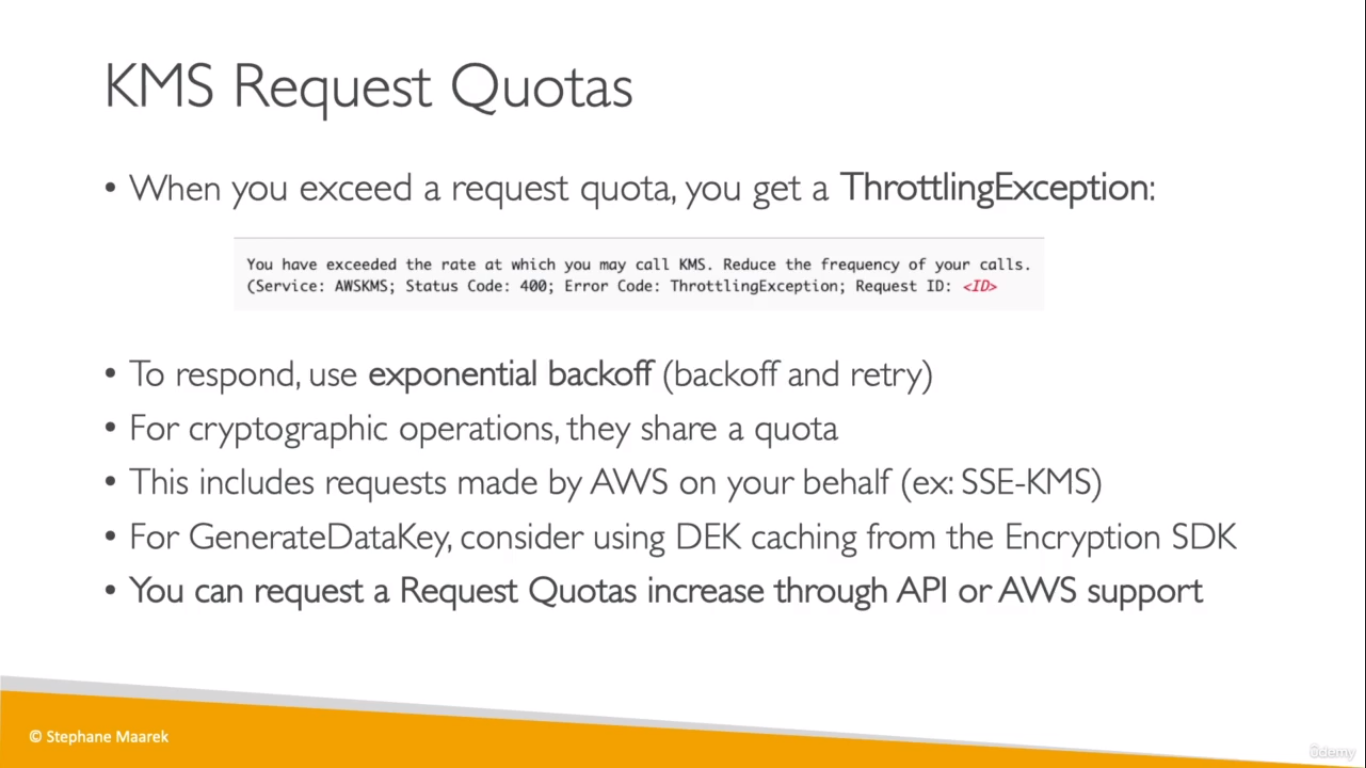 KMS Request Quotas
• When you exceed a request quota, you get a ThrottlingException:
You have exceeded the rate at which you may call KMS. Reduce the frequency of your calls.
(Service: AWSKMS; Status Code: 400; Error Code: ThrottlingException; Request ID: <ID>
• To respond, use exponential backoff (backoff and retry)
• For cryptographic operations, they share a quota
• This includes requests made by AWS on your behalf (ex: SSE-KMS)
• For GenerateDataKey, consider using DEK caching from the Encryption SDK
• You can request a Request Quotas increase through API or AWS support
© Stephane Maarek
ûdemy